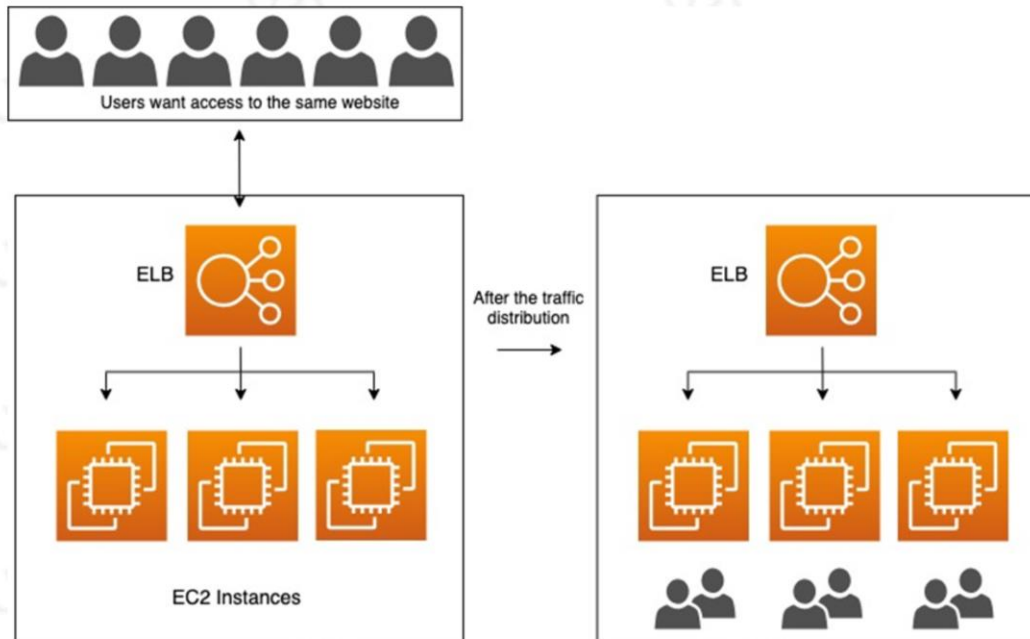 Users want access to the same website
ELB
EC2 Instances
After the traffic
distribution
ELB